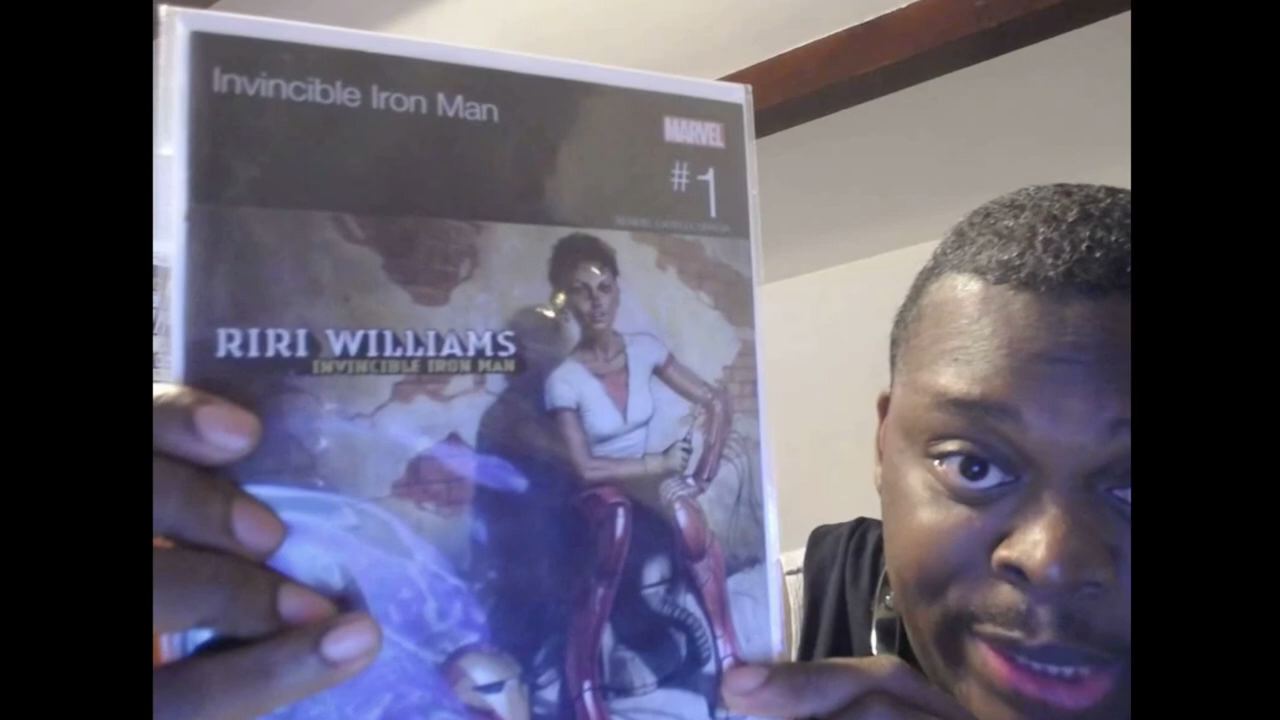 Invincible Iron Man
MARVEL
#1
RIRI WILLIAMS
INVINCIBLE IRON MAN